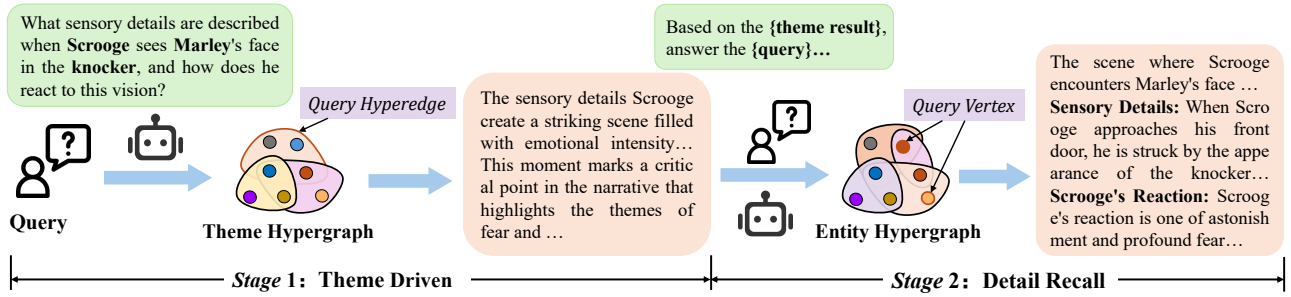 What sensory details are described
when Scrooge sees Marley's face
in the knocker, and how does he
react to this vision?
Query
Query Hyperedge
Theme Hypergraph
The sensory details Scrooge
create a striking scene filled
with emotional intensity…
This moment marks a critic
al point in the narrative that
highlights the themes of
fear and …
Based on the {theme result},
answer the {query}…
Query Vertex
Entity Hypergraph
The scene where Scrooge
encounters Marley's face …
Sensory Details: When Scro
oge approaches his front
door, he is struck by the appe
arance of the knocker…
Scrooge's Reaction: Scroog
e's reaction is one of astonish
ment and profound fear…
Stage 1: Theme Driven
Stage 2: Detail Recall